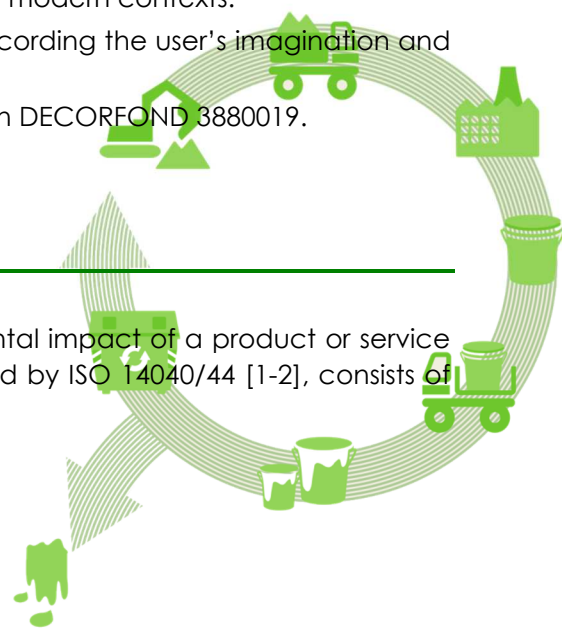 modern contexts.
cording the user's imagination and
n DECORFOND 3880019.
ntal impact of a product or service
d by ISO 14040/44 [1-2], consists of